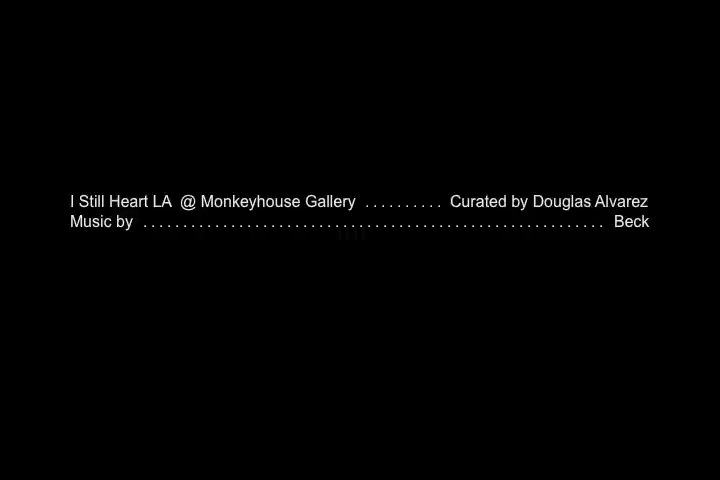 I Still Heart LA @ Monkeyhouse Gallery . . . . . . . . . . Curated by Douglas Alvarez
Music by . . . . . . . . . . . . . . . . . . . . . . . . . . . . . . . . . . . . . . . . . . . . . . . . . . . . . . . . . . Beck